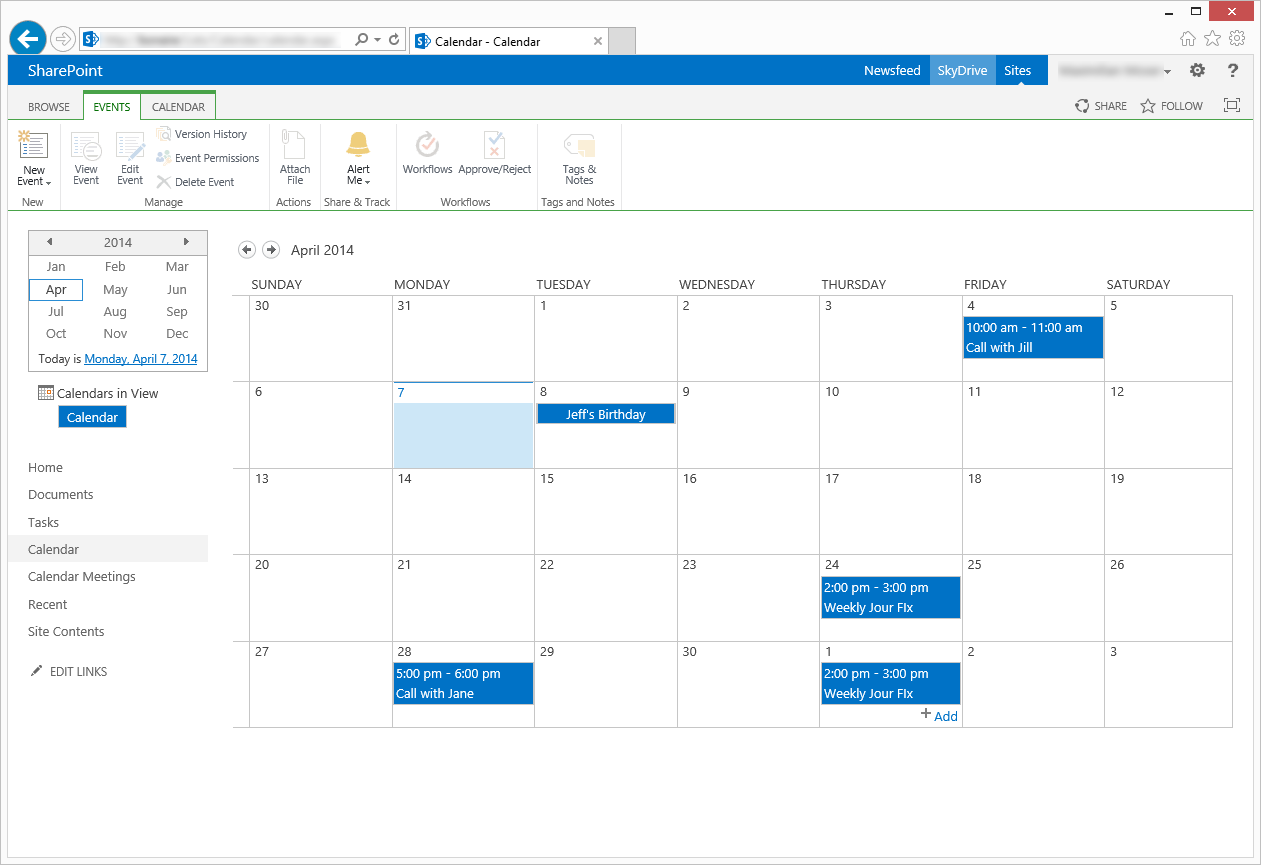 Calendar - Calendar
SharePoint
Newsfeed SkyDrive Sites
BROWSE EVENTS CALENDAR
SHARE FOLLOW
New Event
View Event
Edit Event
Version History
Event Permissions
Delete Event
Attach File
Alert Me
Workflows Approve/Reject
Tags & Notes
New Manage Actions Share & Track Workflows Tags and Notes
2014
Jan Feb Mar
Apr May Jun
Jul Aug Sep
Oct Nov Dec
Today is Monday, April 7, 2014
Calendars in View
Calendar
Home
Documents
Tasks
Calendar
Calendar Meetings
Recent
Site Contents
EDIT LINKS
April 2014
SUNDAY MONDAY TUESDAY WEDNESDAY THURSDAY FRIDAY SATURDAY
30 31 1 2 3 4 5
10:00 am - 11:00 am
Call with Jill
6 7 8 9 10 11 12
Jeff's Birthday
13 14 15 16 17 18 19
20 21 22 23 24 25 26
2:00 pm - 3:00 pm
Weekly Jour FIx
27 28 29 30 1 2 3
5:00 pm - 6:00 pm
Call with Jane
2:00 pm - 3:00 pm
Weekly Jour FIx
Add